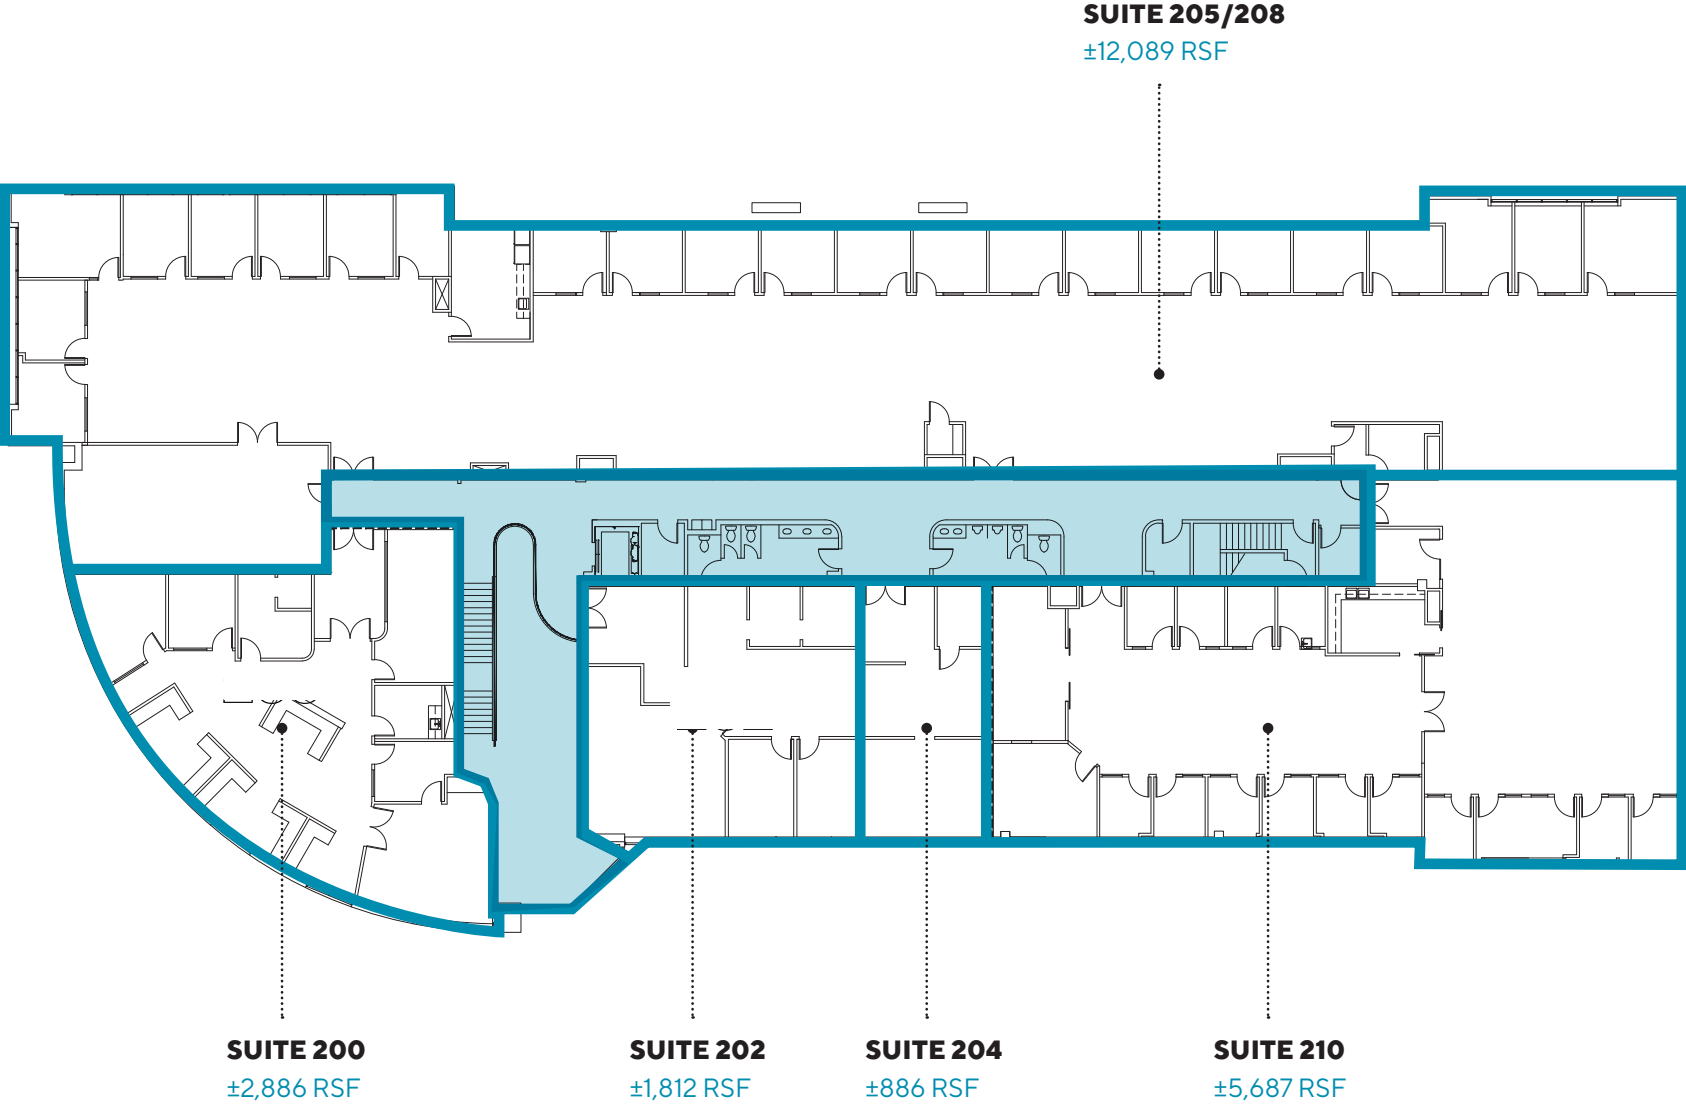 SUITE 205/208
±12,089 RSF
SUITE 200
±2,886 RSF
SUITE 202
±1,812 RSF
SUITE 204
±886 RSF
SUITE 210
±5,687 RSF